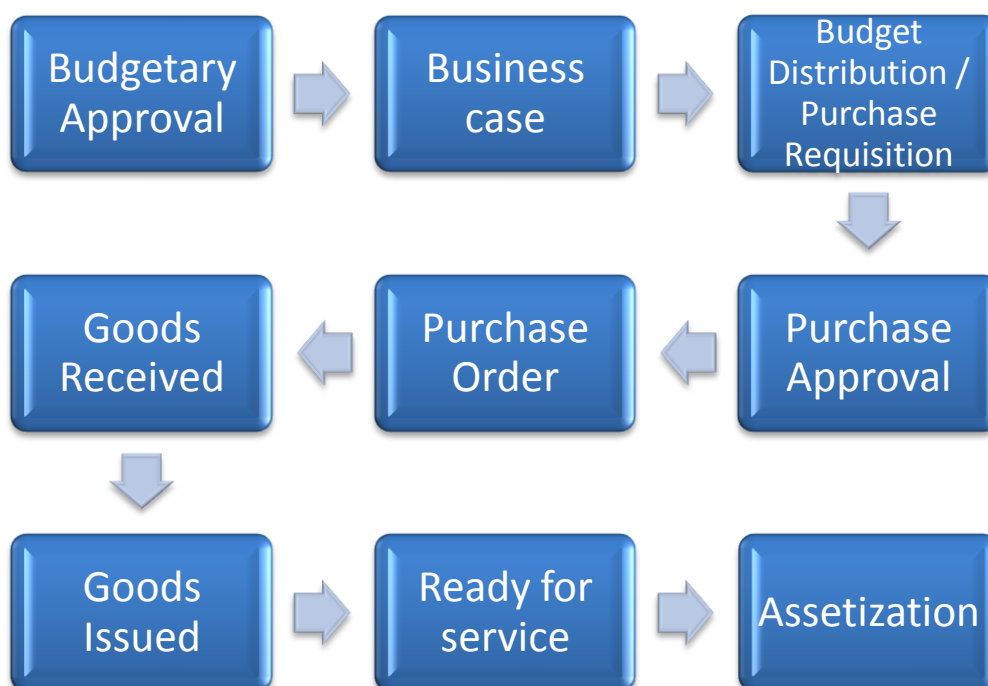 Budgetary
Approval
Business
case
Budget
Distribution /
Purchase
Requisition
Purchase
Approval
Purchase
Order
Goods
Received
Goods
Issued
Ready for
service
Assetization